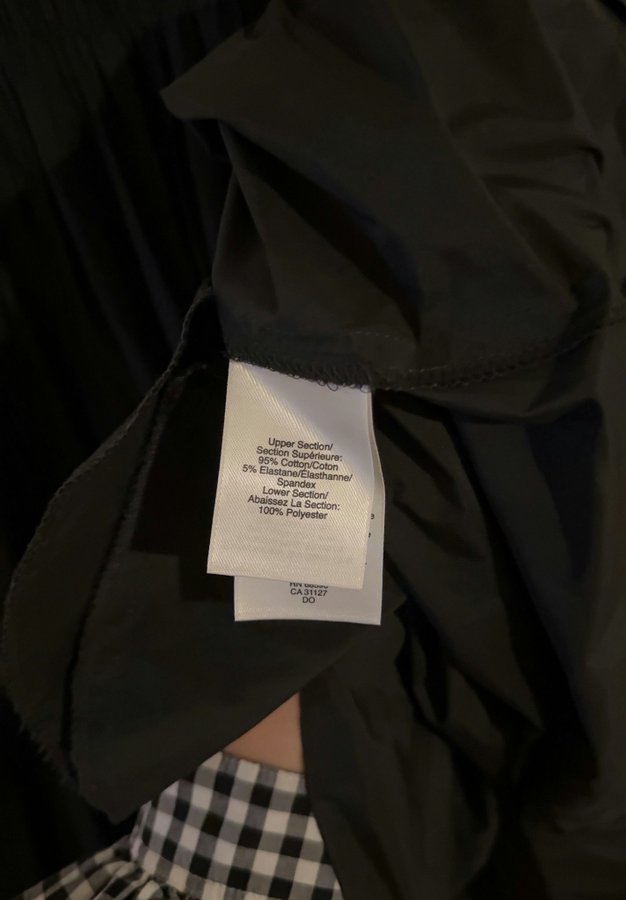 Upper Section/
Section Supérieure:
95% Cotton/Coton
5% Elastane/Élasthanne/
Spandex
Lower Section/
Abaissez La Section:
100% Polyester
CA 31127
DO